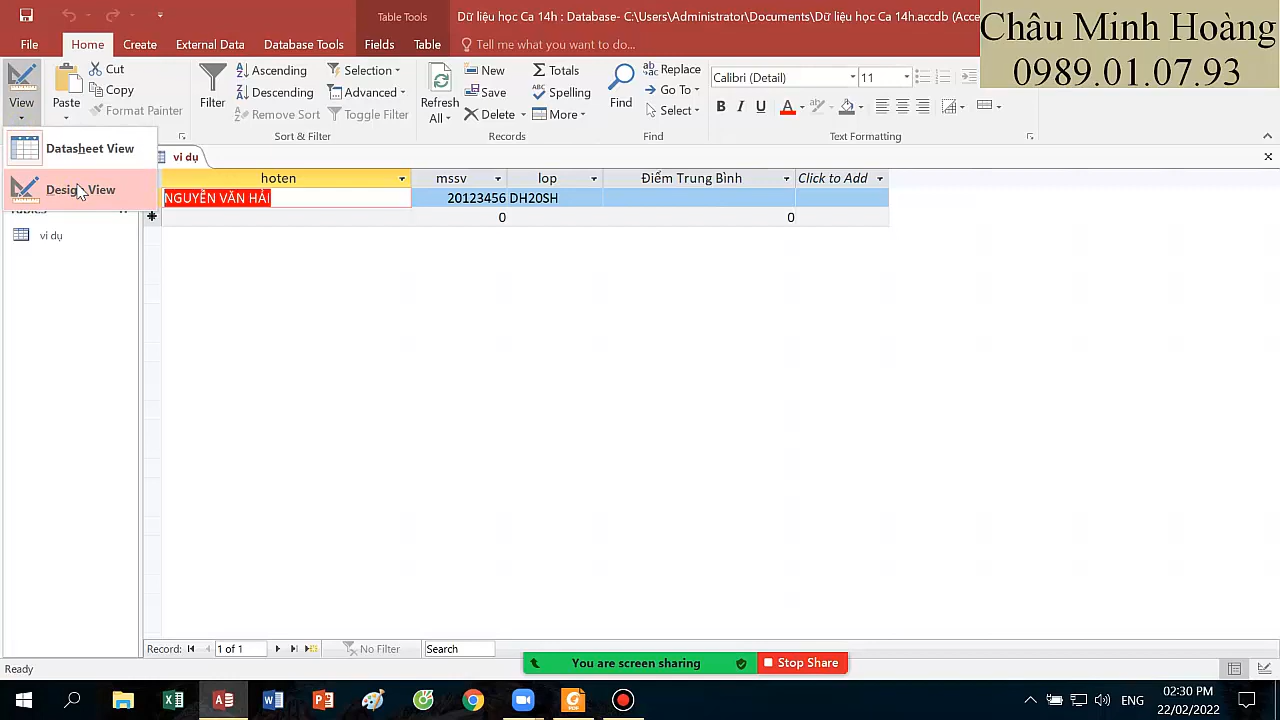 Table Tools
Dữ liệu học Ca 14h : Database- C:\Users\Administrator\Documents\Dữ liệu học Ca 14h.accdb (Acce
Châu Minh Hoàng
0989.01.07.93
File
Home
Create
External Data
Database Tools
Fields
Table
Tell me what you want to do...
View
Paste
Cut
Copy
Format Painter
Filter
Ascending
Descending
Remove Sort
Selection
Advanced
Toggle Filter
Refresh
All
New
Save
Delete
Totals
Spelling
More
Find
Replace
Go To
Select
Calibri (Detail)
11
B I U
A
Sort & Filter
Records
Find
Text Formatting
Datasheet View
Design View
ví dụ
hoten
mssv
lop
Điểm Trung Bình
Click to Add
NGUYỄN VĂN HẢI
20123456
DH20SH
0
0
ví dụ
Record:
1 of 1
No Filter
Search
You are screen sharing
Stop Share
Ready
ENG
02:30 PM
22/02/2022